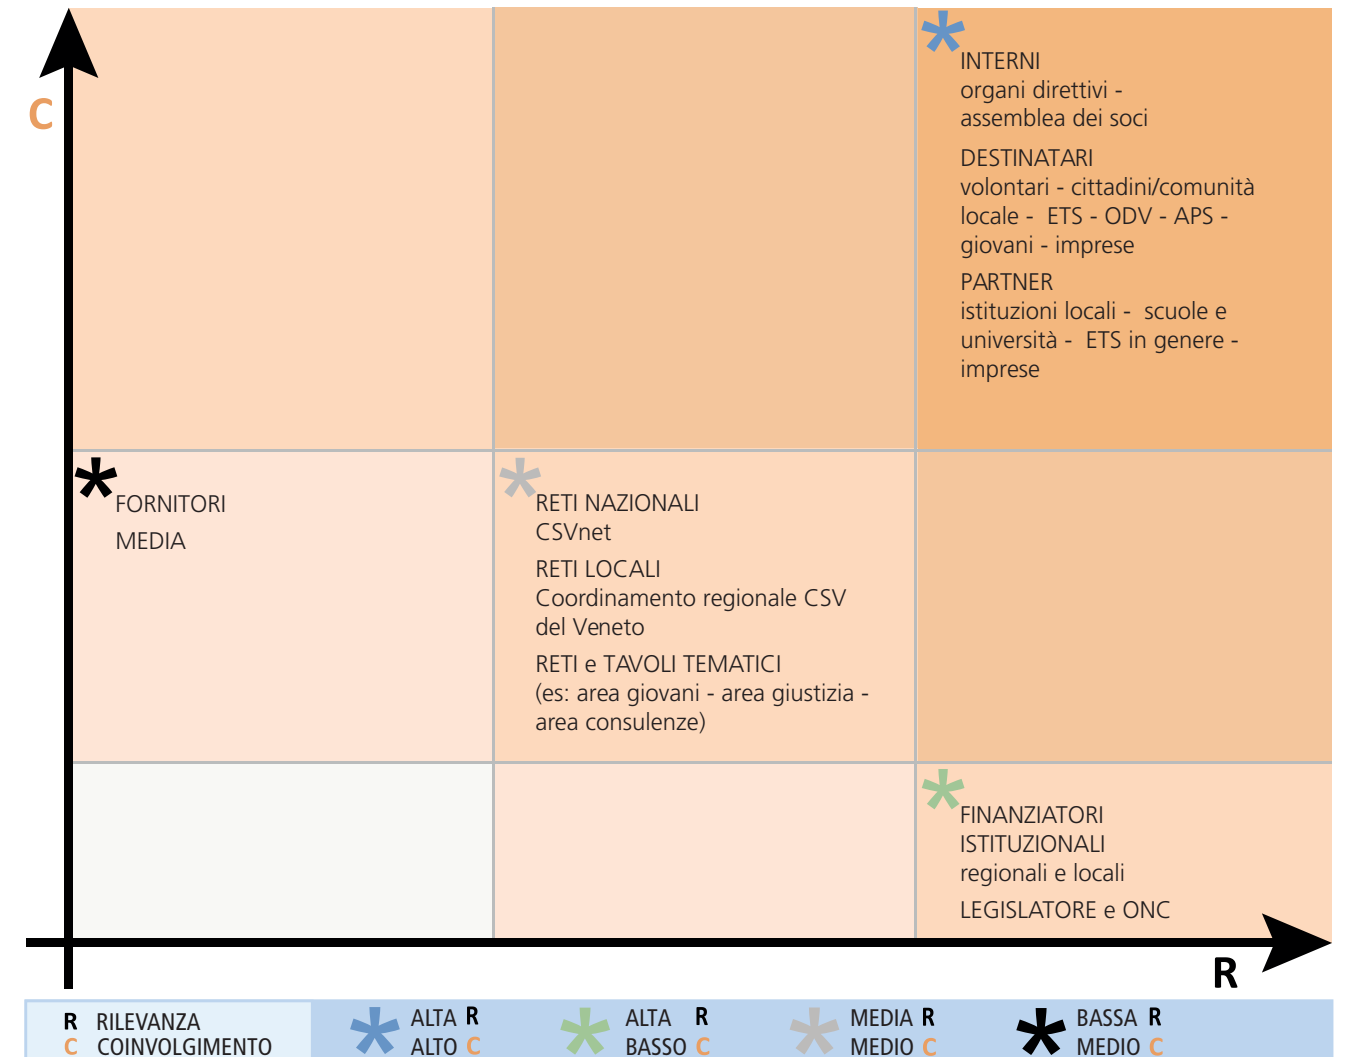 C
INTERNI
organi direttivi -
assemblea dei soci
DESTINATARI
volontari - cittadini/comunità
locale - ETS - ODV - APS -
giovani - imprese
PARTNER
istituzioni locali - scuole e
università - ETS in genere -
imprese
FORNITORI
MEDIA
RETI NAZIONALI
CSVnet
RETI LOCALI
Coordinamento regionale CSV
del Veneto
RETI e TAVOLI TEMATICI
(es: area giovani - area giustizia -
area consulenze)
FINANZIATORI
ISTITUZIONALI
regionali e locali
LEGISLATORE e ONC
R
R RILEVANZA
C COINVOLGIMENTO
ALTA R
ALTO C
ALTA R
BASSO C
MEDIA R
MEDIO C
BASSA R
MEDIO C